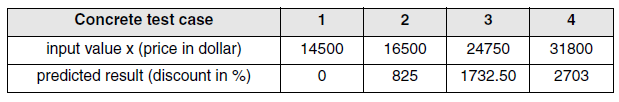 Concrete test case 1 2 3 4
input value x (price in dollar) 14500 16500 24750 31800
predicted result (discount in %) 0 825 1732.50 2703